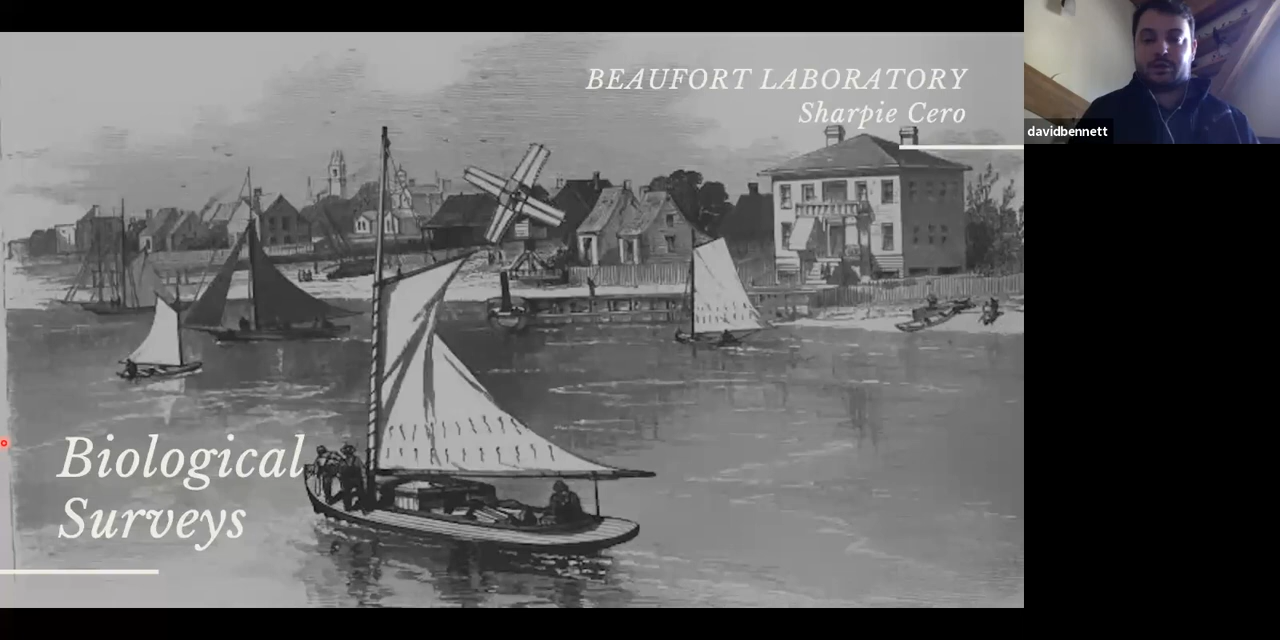 BEAUFORT LABORATORY
Sharpie Cero
davidbennett
Biological
Surveys